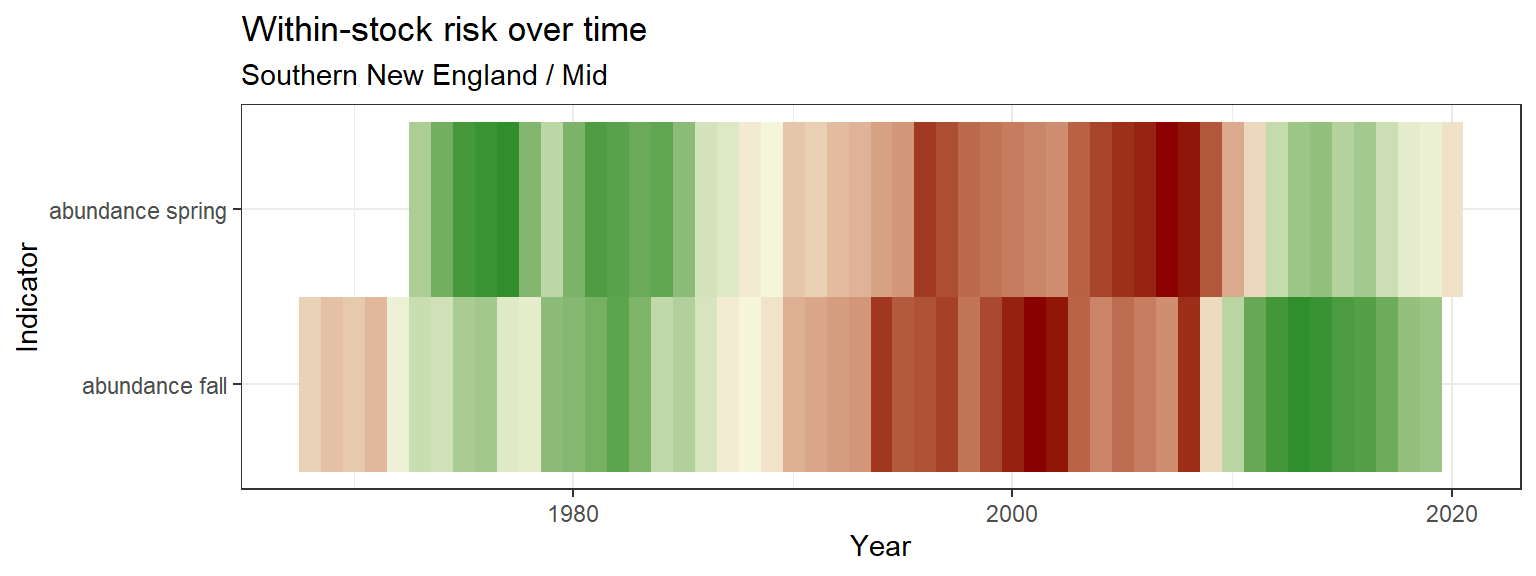 Within-stock risk over time
Southern New England / Mid
Indicator
abundance spring
abundance fall
1980
2000
2020
Year